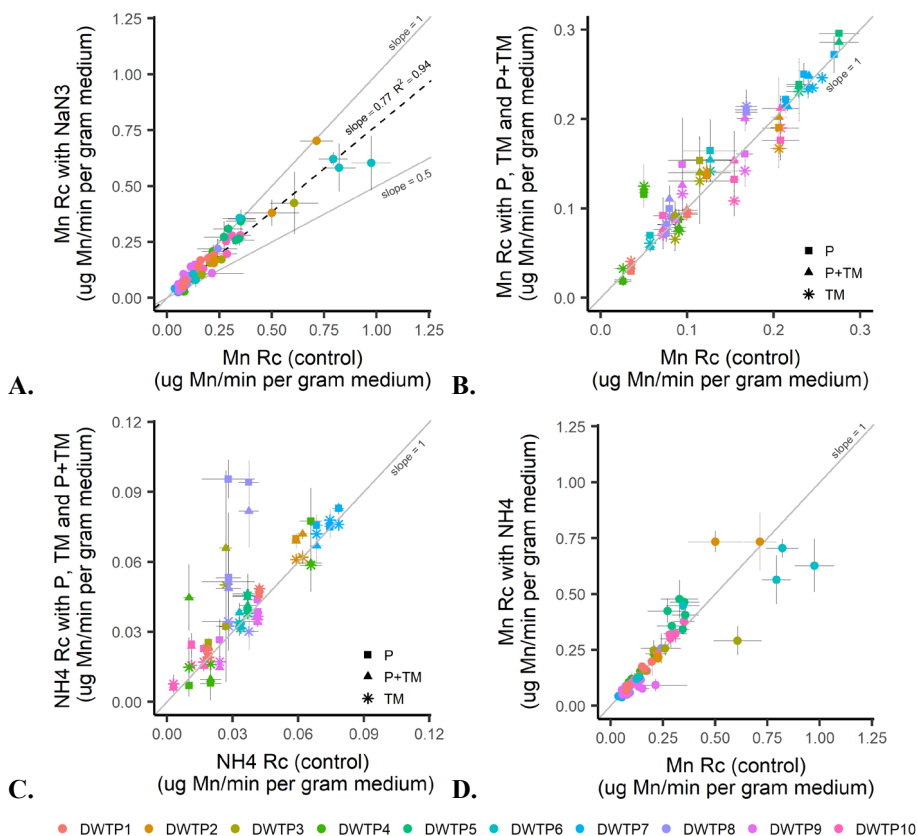 1.25
1.00
0.75
0.50
0.25
0.00
Mn Rc with NaN3
(ug Mn/min per gram medium)
slope = 1
slope = 0.77 R² = 0.94
slope = 0.5
0.00 0.25 0.50 0.75 1.00 1.25
Mn Rc (control)
(ug Mn/min per gram medium)
A.
0.3
0.2
0.1
0.0
Mn Rc with P, TM and P+TM
(ug Mn/min per gram medium)
slope = 1
P
P+TM
TM
0.0 0.1 0.2 0.3
Mn Rc (control)
(ug Mn/min per gram medium)
B.
0.12
0.09
0.06
0.03
0.00
NH4 Rc with P, TM and P+TM
(ug Mn/min per gram medium)
slope = 1
P
P+TM
TM
0.00 0.03 0.06 0.09 0.12
NH4 Rc (control)
(ug Mn/min per gram medium)
C.
1.25
1.00
0.75
0.50
0.25
0.00
Mn Rc with NH4
(ug Mn/min per gram medium)
slope = 1
0.00 0.25 0.50 0.75 1.00 1.25
Mn Rc (control)
(ug Mn/min per gram medium)
D.
DWTP1 DWTP2 DWTP3 DWTP4 DWTP5 DWTP6 DWTP7 DWTP8 DWTP9 DWTP10